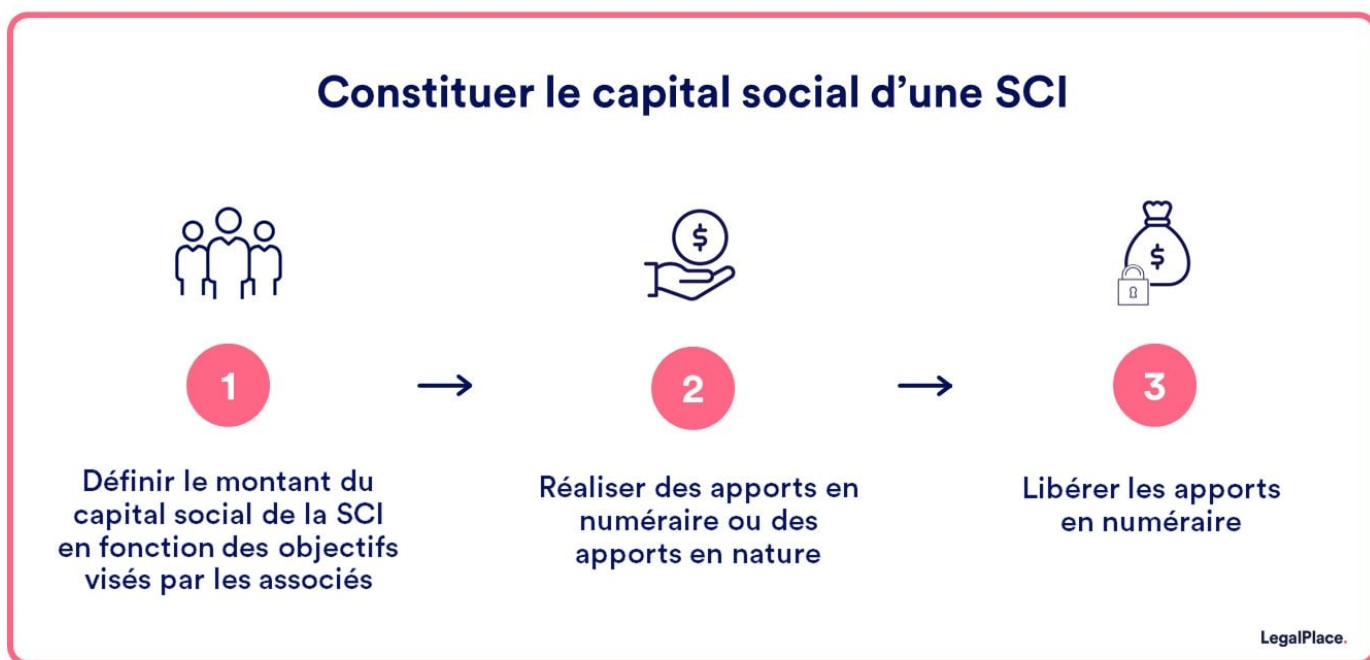 Constituer le capital social d’une SCI
$
$
1
2
3
Définir le montant du
capital social de la SCI
en fonction des objectifs
visés par les associés
Réaliser des apports en
numéraire ou des
apports en nature
Libérer les apports
en numéraire
LegalPlace.